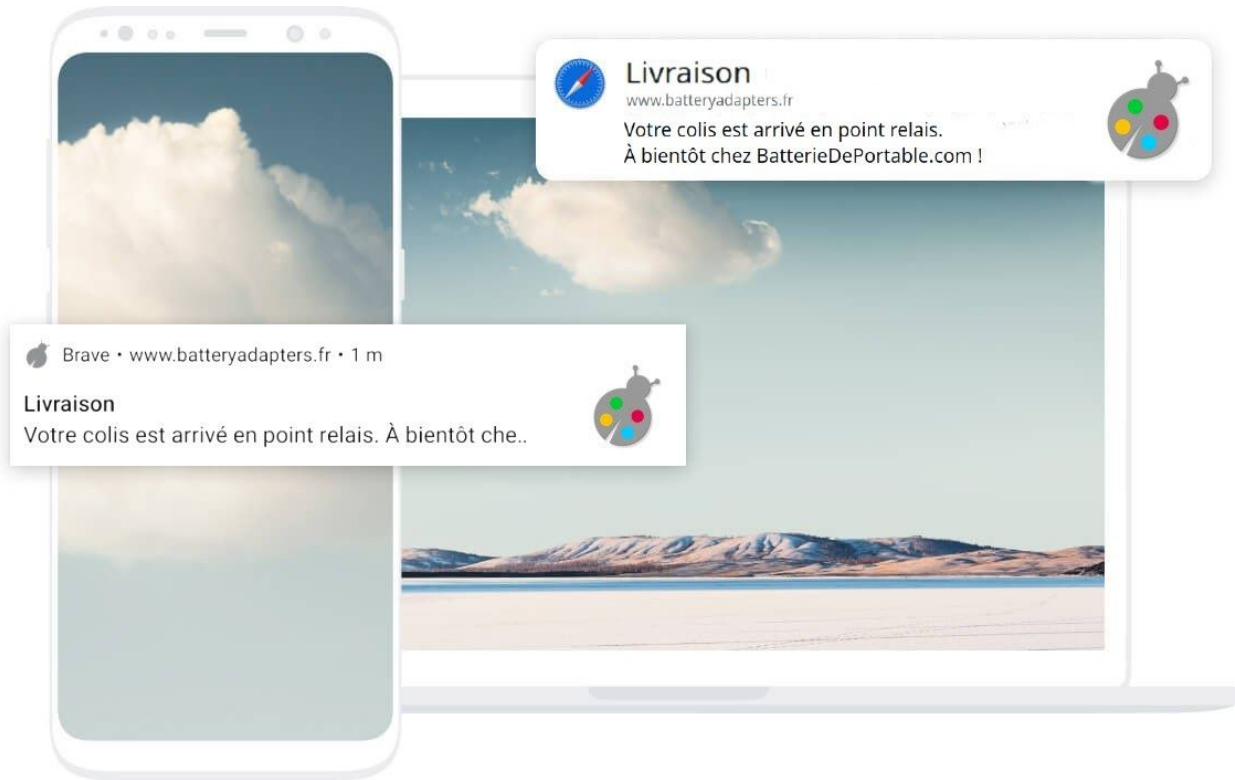 Livraison
www.batteryadapters.fr
Votre colis est arrivé en point relais.
À bientôt chez BatterieDePortable.com !
Brave • www.batteryadapters.fr • 1 m
Livraison
Votre colis est arrivé en point relais. À bientôt che..